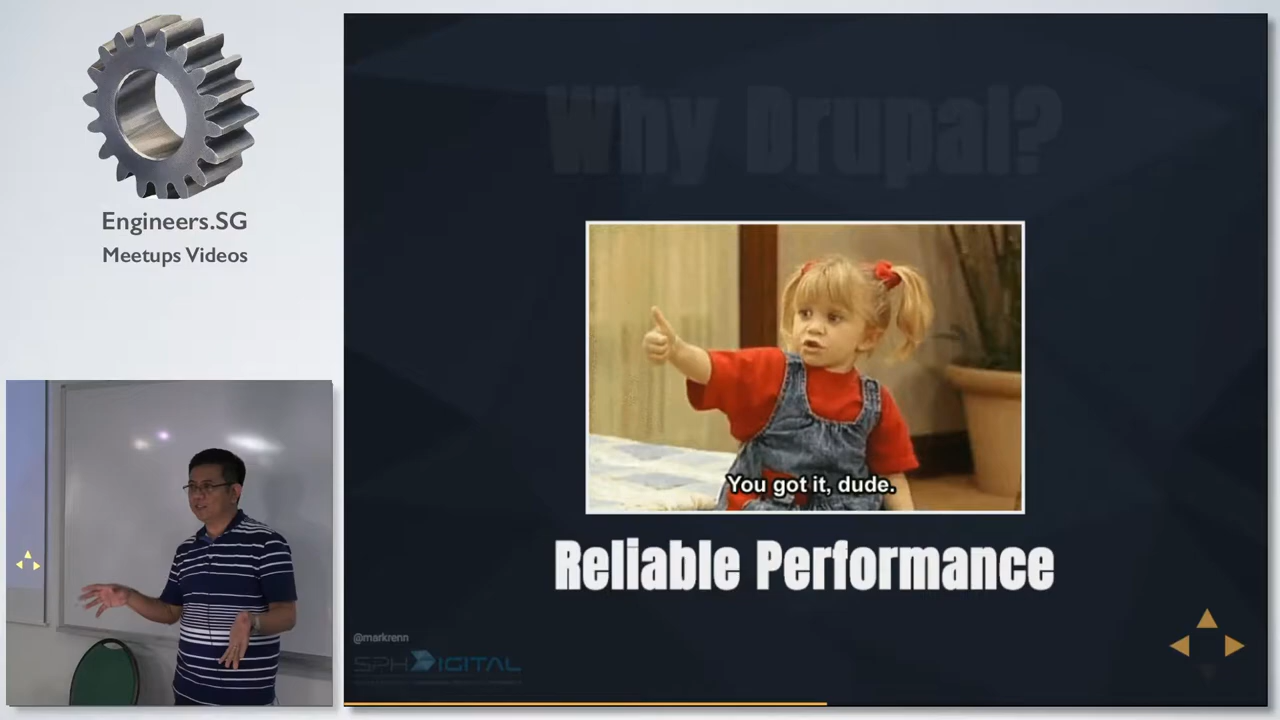 Engineers.SG
Meetups Videos
Why Drupal?
You got it, dude.
Reliable Performance
@markrenn
SPH DIGITAL